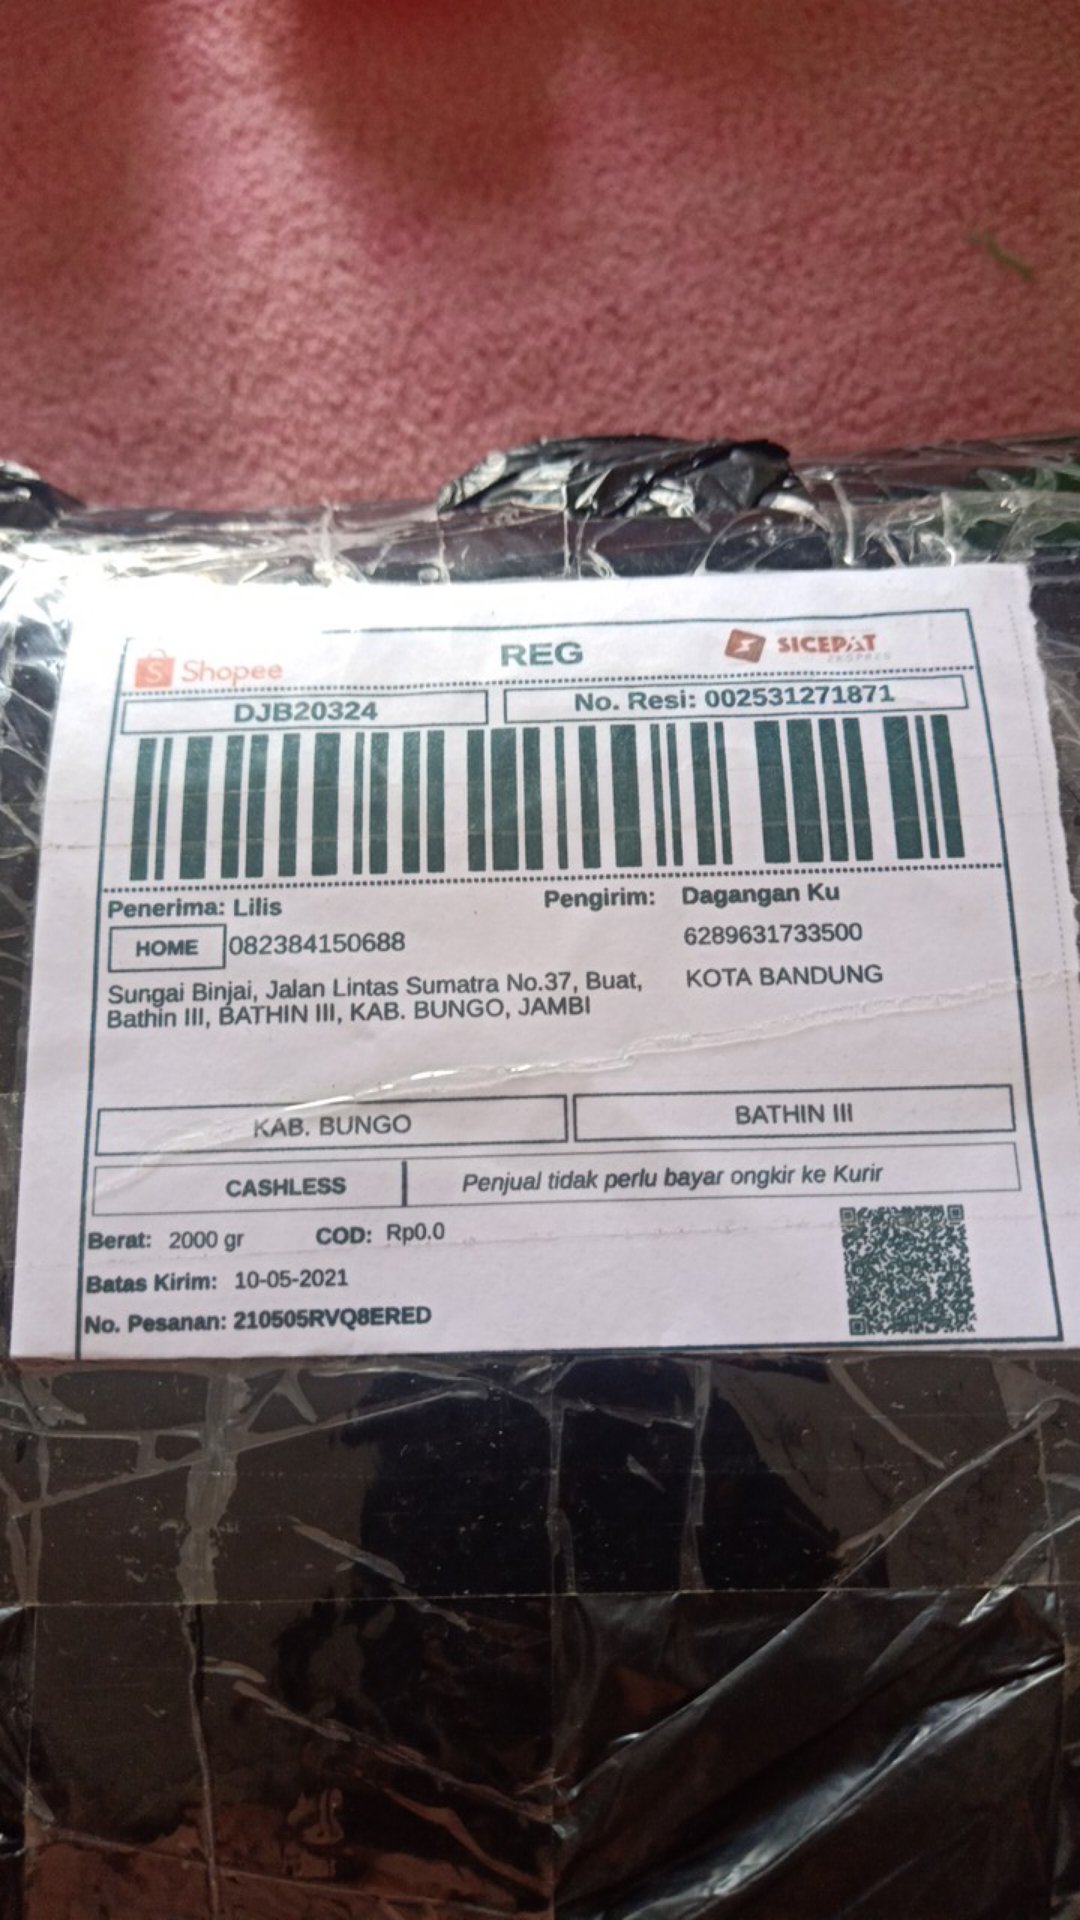 Shopee REG SICEPAT EKSPRES
DJB20324 No. Resi: 002531271871
Penerima: Lilis Pengirim: Dagangan Ku
HOME 082384150688 6289631733500
Sungai Binjai, Jalan Lintas Sumatra No.37, Buat, KOTA BANDUNG
Bathin III, BATHIN III, KAB. BUNGO, JAMBI
KAB. BUNGO BATHIN III
CASHLESS Penjual tidak perlu bayar ongkir ke Kurir
Berat: 2000 gr COD: Rp0.0
Batas Kirim: 10-05-2021
No. Pesanan: 210505RVQ8ERED